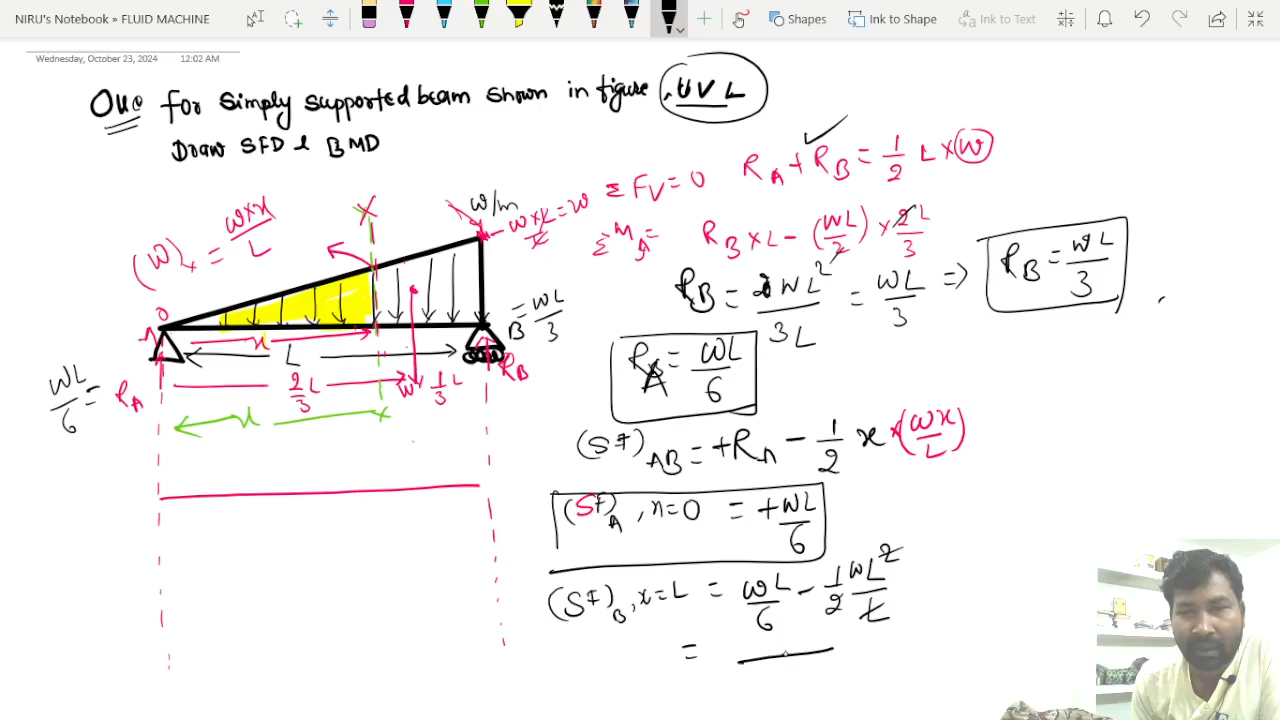 NIRU's Notebook » FLUID MACHINE
Shapes
Ink to Shape
Ink to Text
Wednesday, October 23, 2024 12:02 AM
Que For simply supported beam shown in figure, UVL
Draw SFD & BMD
ΣFV=0 RA+RB=1/2 L×W
ΣMA= RB×L-(WL/2)×2L/3
RB=2WL²/3L=WL/3 => RB=WL/3
RA=WL/6
(SF)AB=+RA-1/2 x×(Wx/L)
(SF)A, x=0 =+WL/6
(SF)B, x=L =WL/6-1/2 WL²/L
=
(W)x=W×x/L
X
W/m
W×L/L=W
x
B
=WL/3
L
WL/6=RA
2/3 L
W
1/3 L
RB
x
x